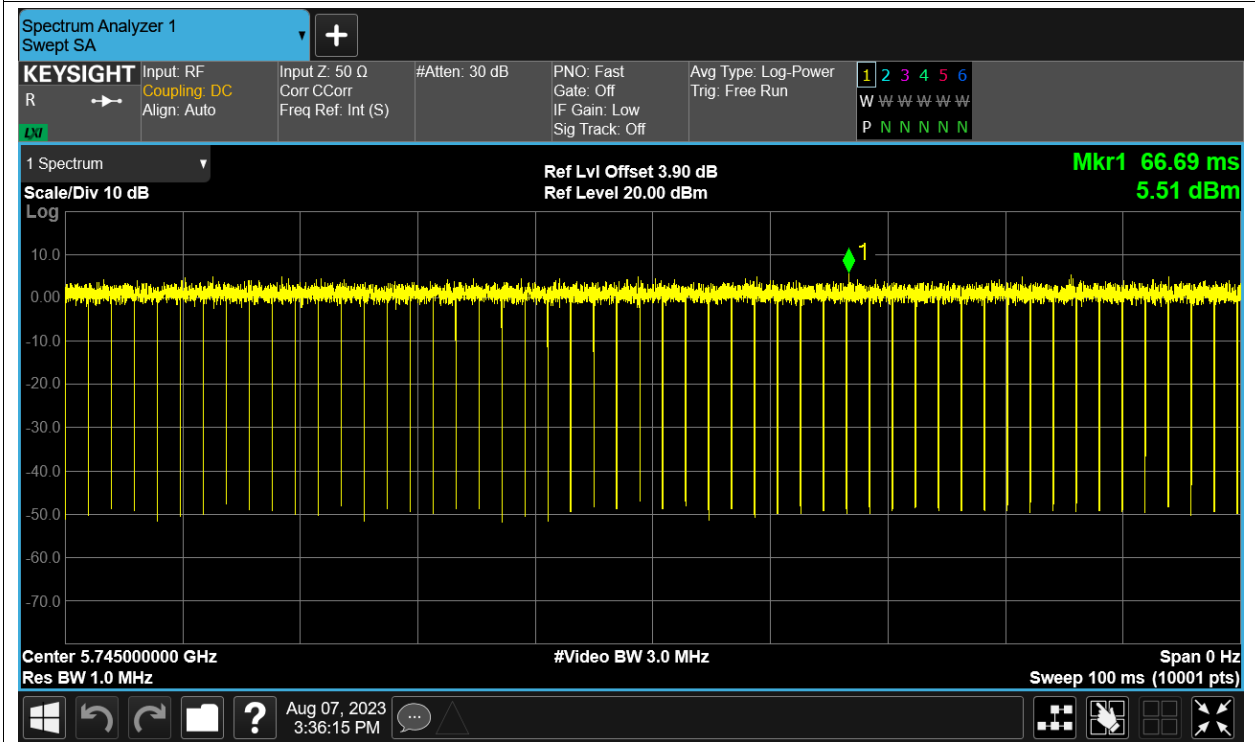 Spectrum Analyzer 1
Swept SA
KEYSIGHT
R
LXI
Input: RF
Coupling: DC
Align: Auto
Input Z: 50 Ω
Corr CCorr
Freq Ref: Int (S)
#Atten: 30 dB
PNO: Fast
Gate: Off
IF Gain: Low
Sig Track: Off
Avg Type: Log-Power
Trig: Free Run
1 2 3 4 5 6
W W W W W W
P N N N N N
1 Spectrum
Scale/Div 10 dB
Ref Lvl Offset 3.90 dB
Ref Level 20.00 dBm
Mkr1 66.69 ms
5.51 dBm
Log
10.0
0.00
-10.0
-20.0
-30.0
-40.0
-50.0
-60.0
-70.0
1
Center 5.745000000 GHz
Res BW 1.0 MHz
#Video BW 3.0 MHz
Span 0 Hz
Sweep 100 ms (10001 pts)
?
Aug 07, 2023
3:36:15 PM